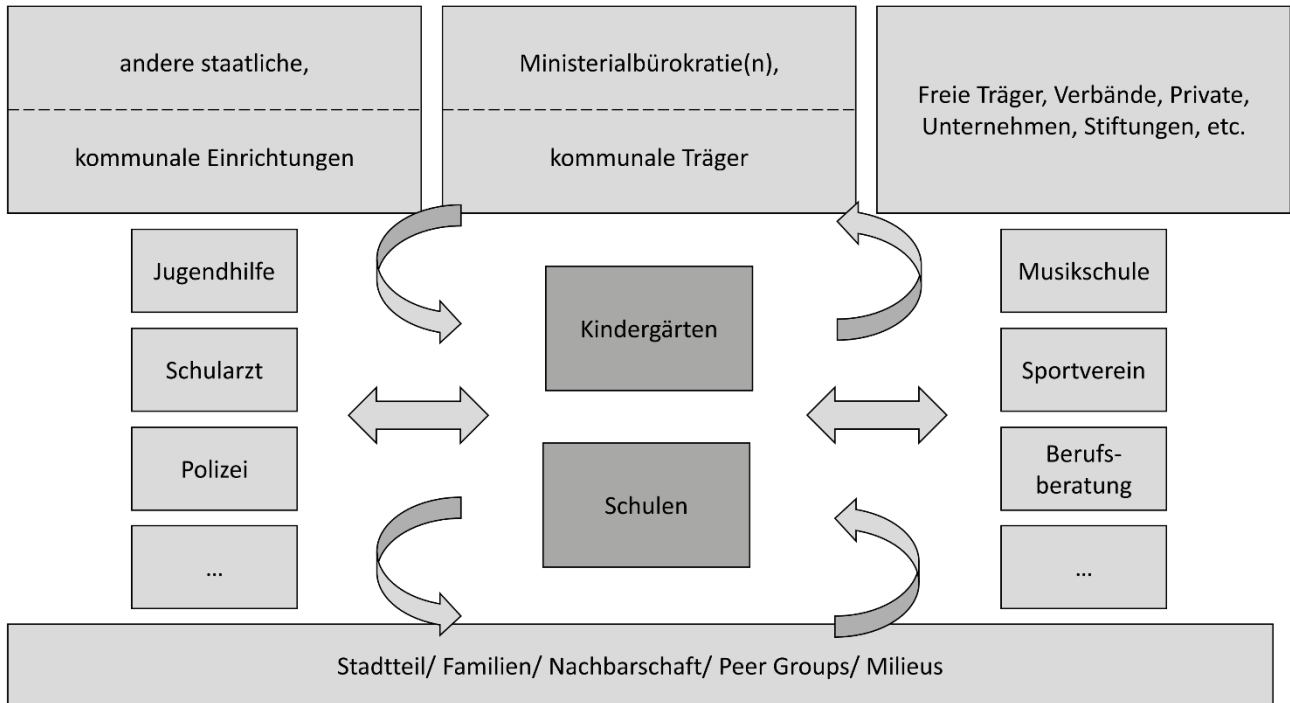 andere staatliche,
kommunale Einrichtungen
Ministerialbürokratie(n),
kommunale Träger
Freie Träger, Verbände, Private,
Unternehmen, Stiftungen, etc.
Jugendhilfe
Schularzt
Polizei
...
Kindergärten
Schulen
Musikschule
Sportverein
Berufs-
beratung
...
Stadtteil/ Familien/ Nachbarschaft/ Peer Groups/ Milieus